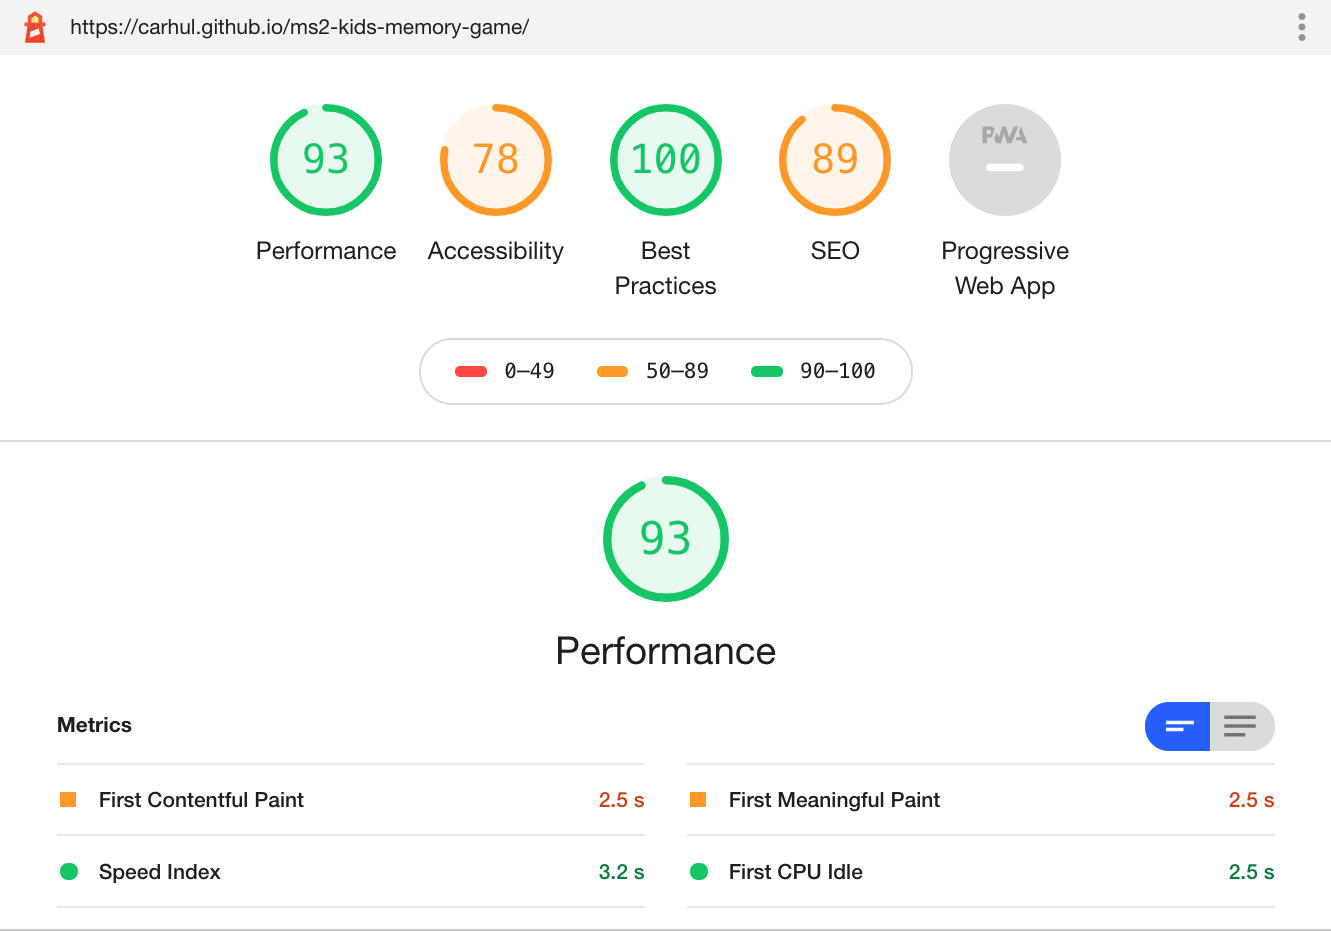 https://carhul.github.io/ms2-kids-memory-game/
93 78 100 89 PWA
Performance Accessibility Best Practices SEO Progressive Web App
0–49 50–89 90–100
93
Performance
Metrics
First Contentful Paint 2.5 s First Meaningful Paint 2.5 s
Speed Index 3.2 s First CPU Idle 2.5 s